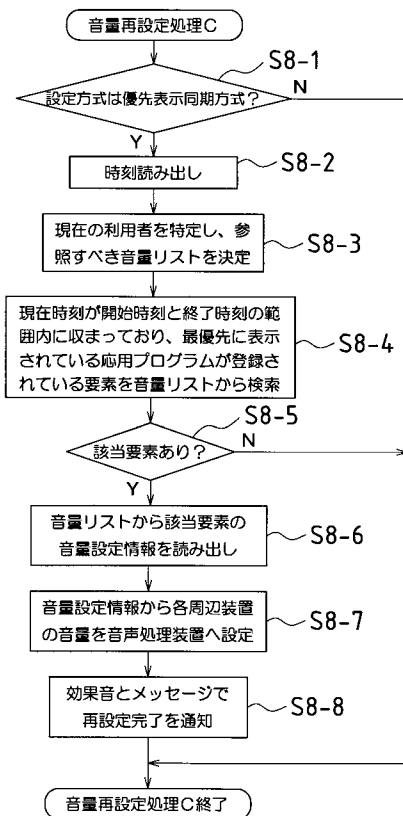 音量再設定処理C
S8-1
設定方式は優先表示同期方式?
N
Y
S8-2
時刻読み出し
現在の利用者を特定し、参
照すべき音量リストを決定
S8-3
現在時刻が開始時刻と終了時刻の範
囲内に収まっており、最優先に表示
されている応用プログラムが登録さ
れている要素を音量リストから検索
S8-4
S8-5
該当要素あり?
N
Y
音量リストから該当要素の
音量設定情報を読み出し
S8-6
音量設定情報から各周辺装置
の音量を音声処理装置へ設定
S8-7
効果音とメッセージで
再設定完了を通知
S8-8
音量再設定処理C終了